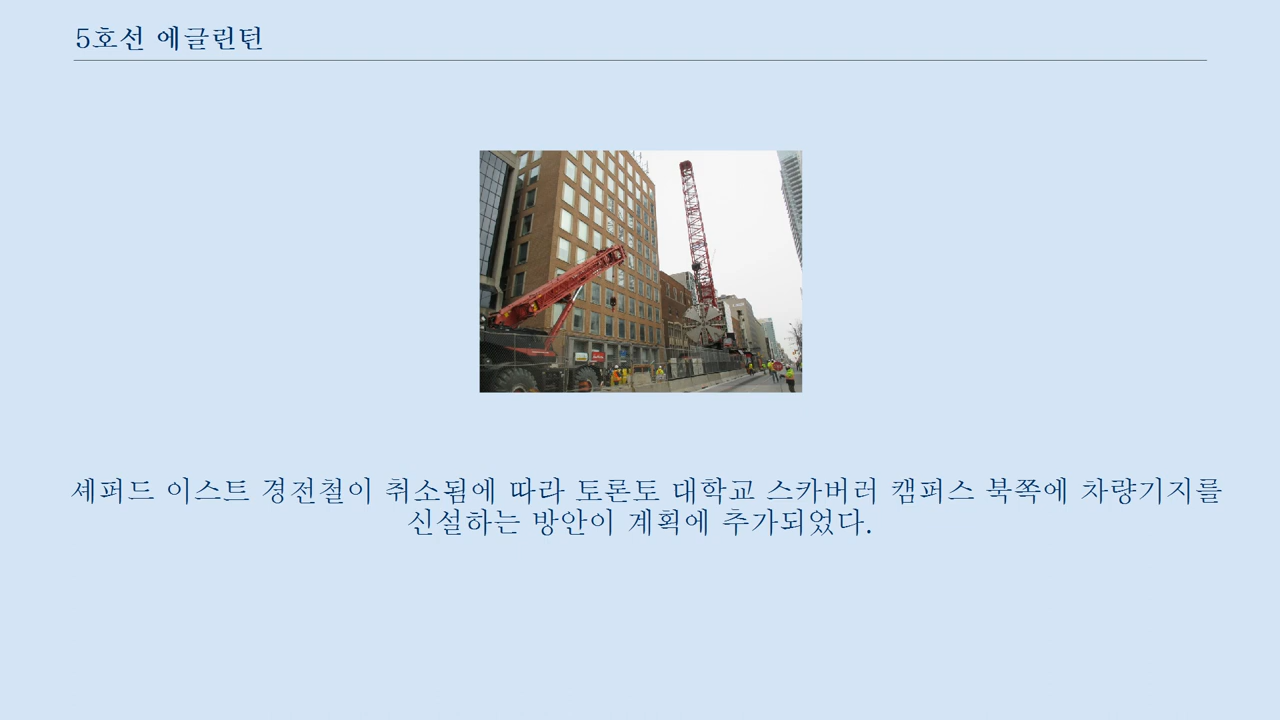 5호선 에글린턴
셰퍼드 이스트 경전철이 취소됨에 따라 토론토 대학교 스카버러 캠퍼스 북쪽에 차량기지를
신설하는 방안이 계획에 추가되었다.